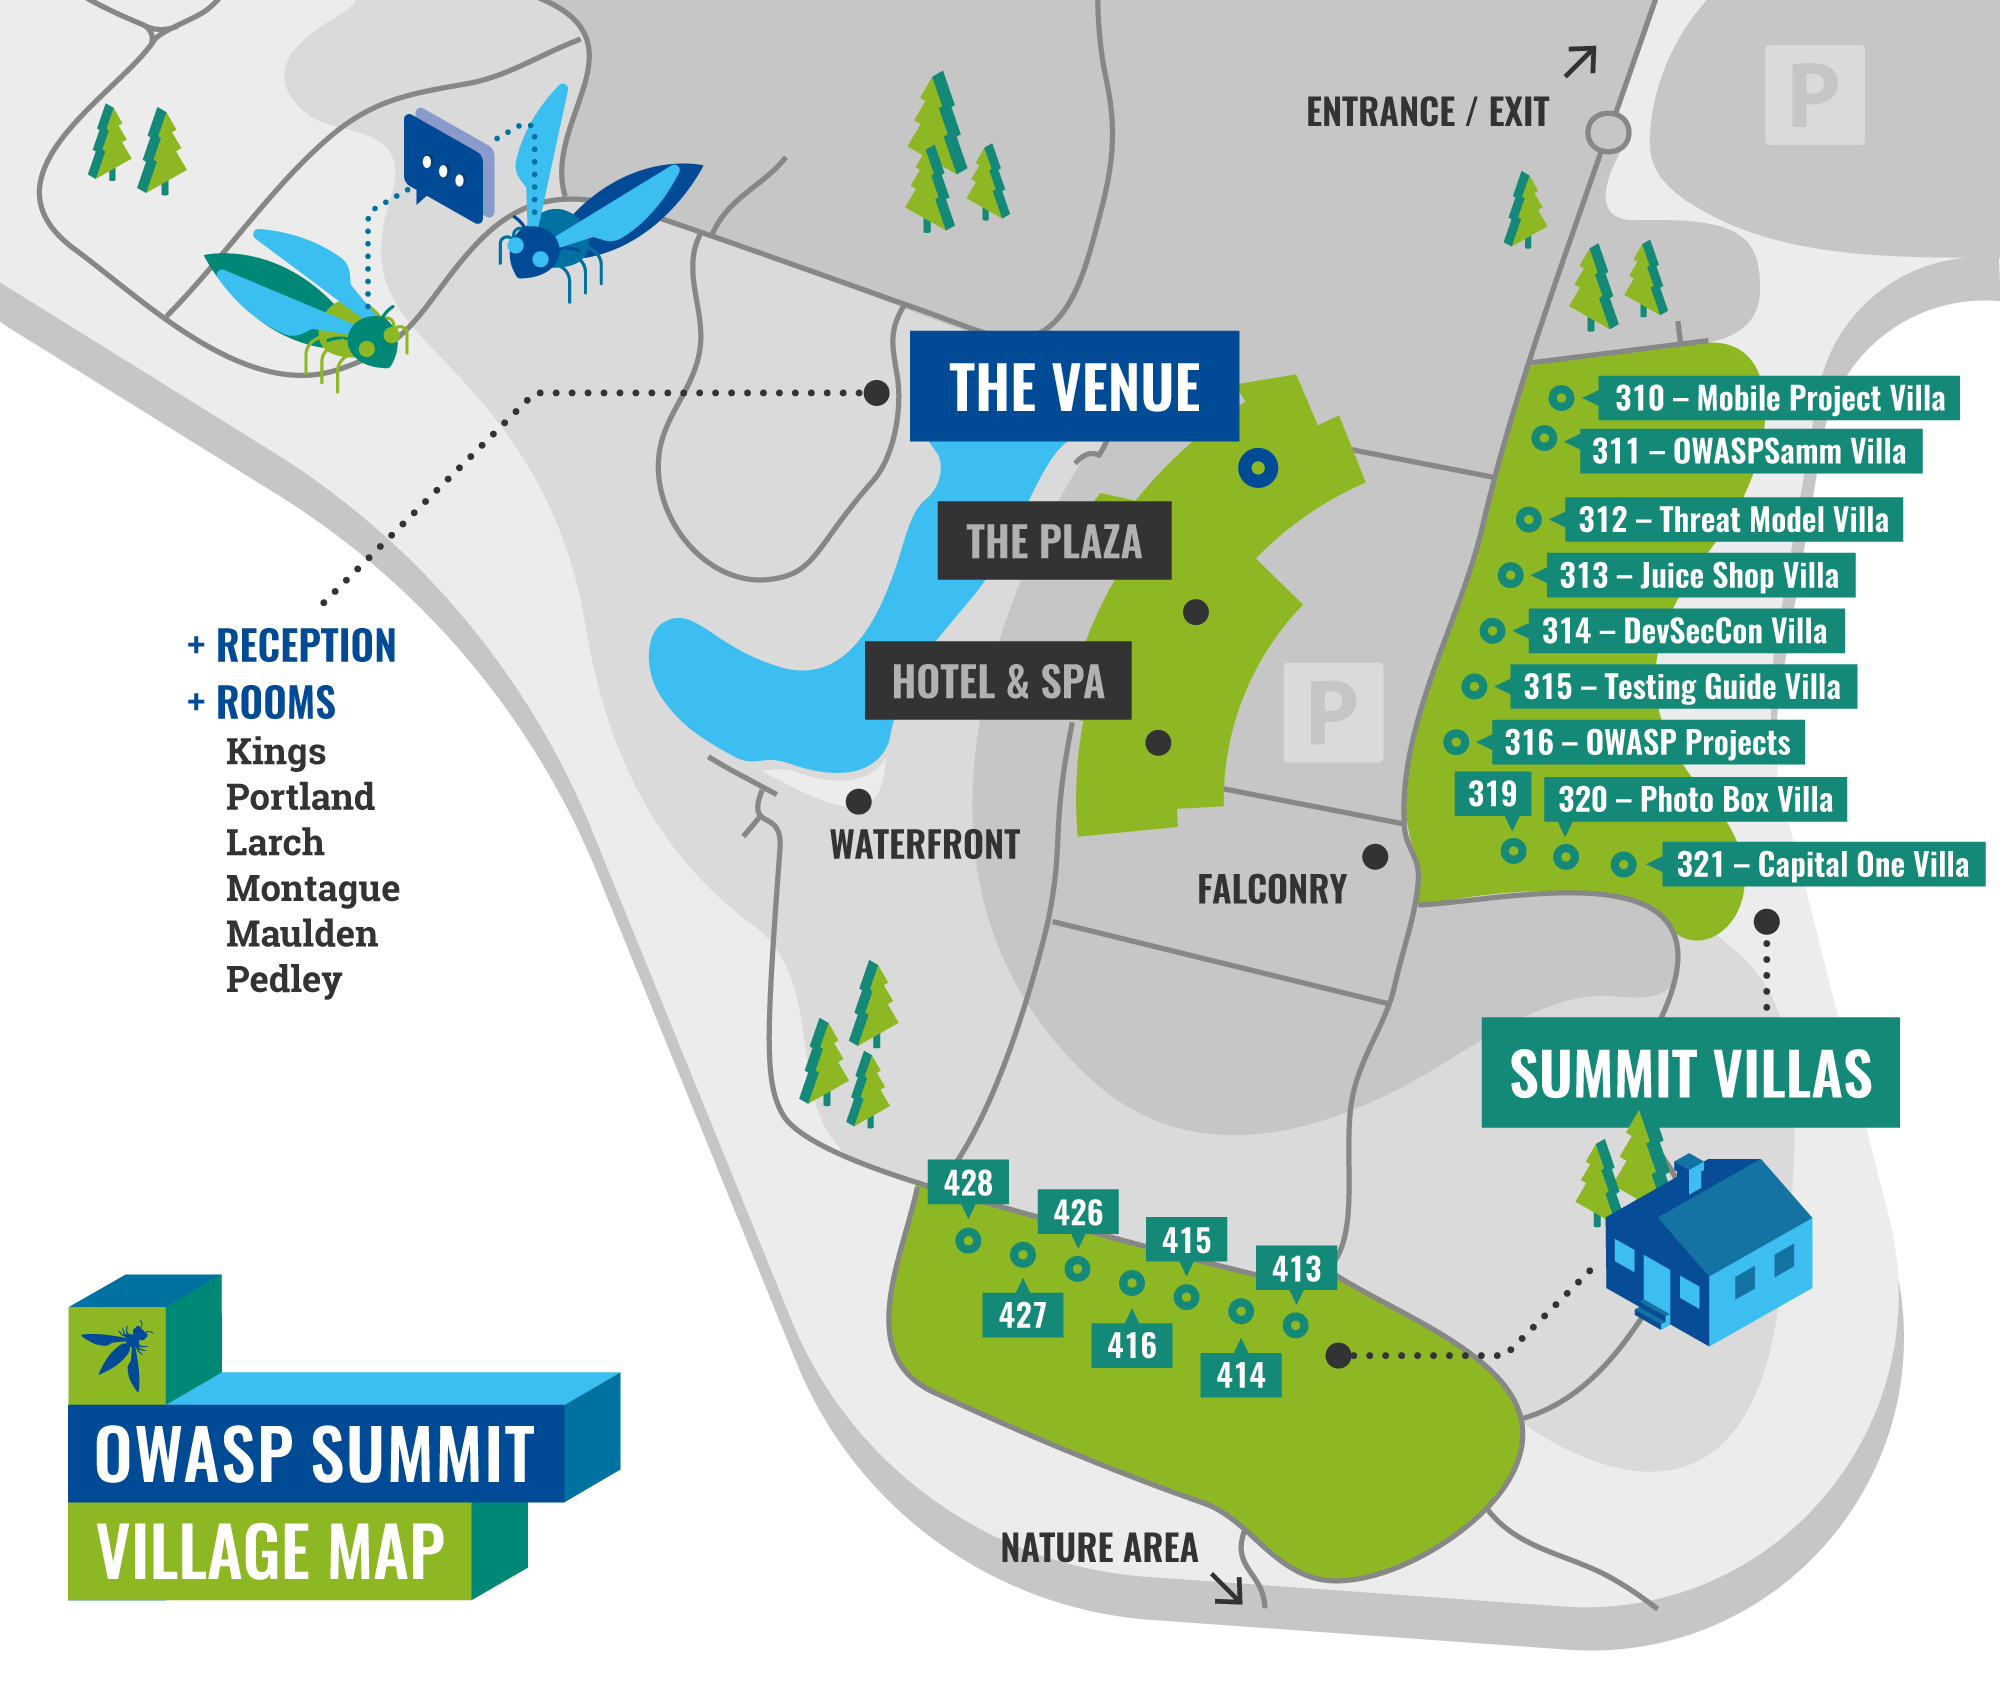 ENTRANCE / EXIT
P
THE VENUE
310 – Mobile Project Villa
311 – OWASPSamm Villa
312 – Threat Model Villa
THE PLAZA
313 – Juice Shop Villa
314 – DevSecCon Villa
+ RECEPTION
HOTEL & SPA
315 – Testing Guide Villa
+ ROOMS
P
316 – OWASP Projects
Kings
Portland
319
320 – Photo Box Villa
Larch
WATERFRONT
321 – Capital One Villa
Montague
FALCONRY
Maulden
Pedley
SUMMIT VILLAS
428
426
415
413
427
416
414
OWASP SUMMIT
VILLAGE MAP
NATURE AREA